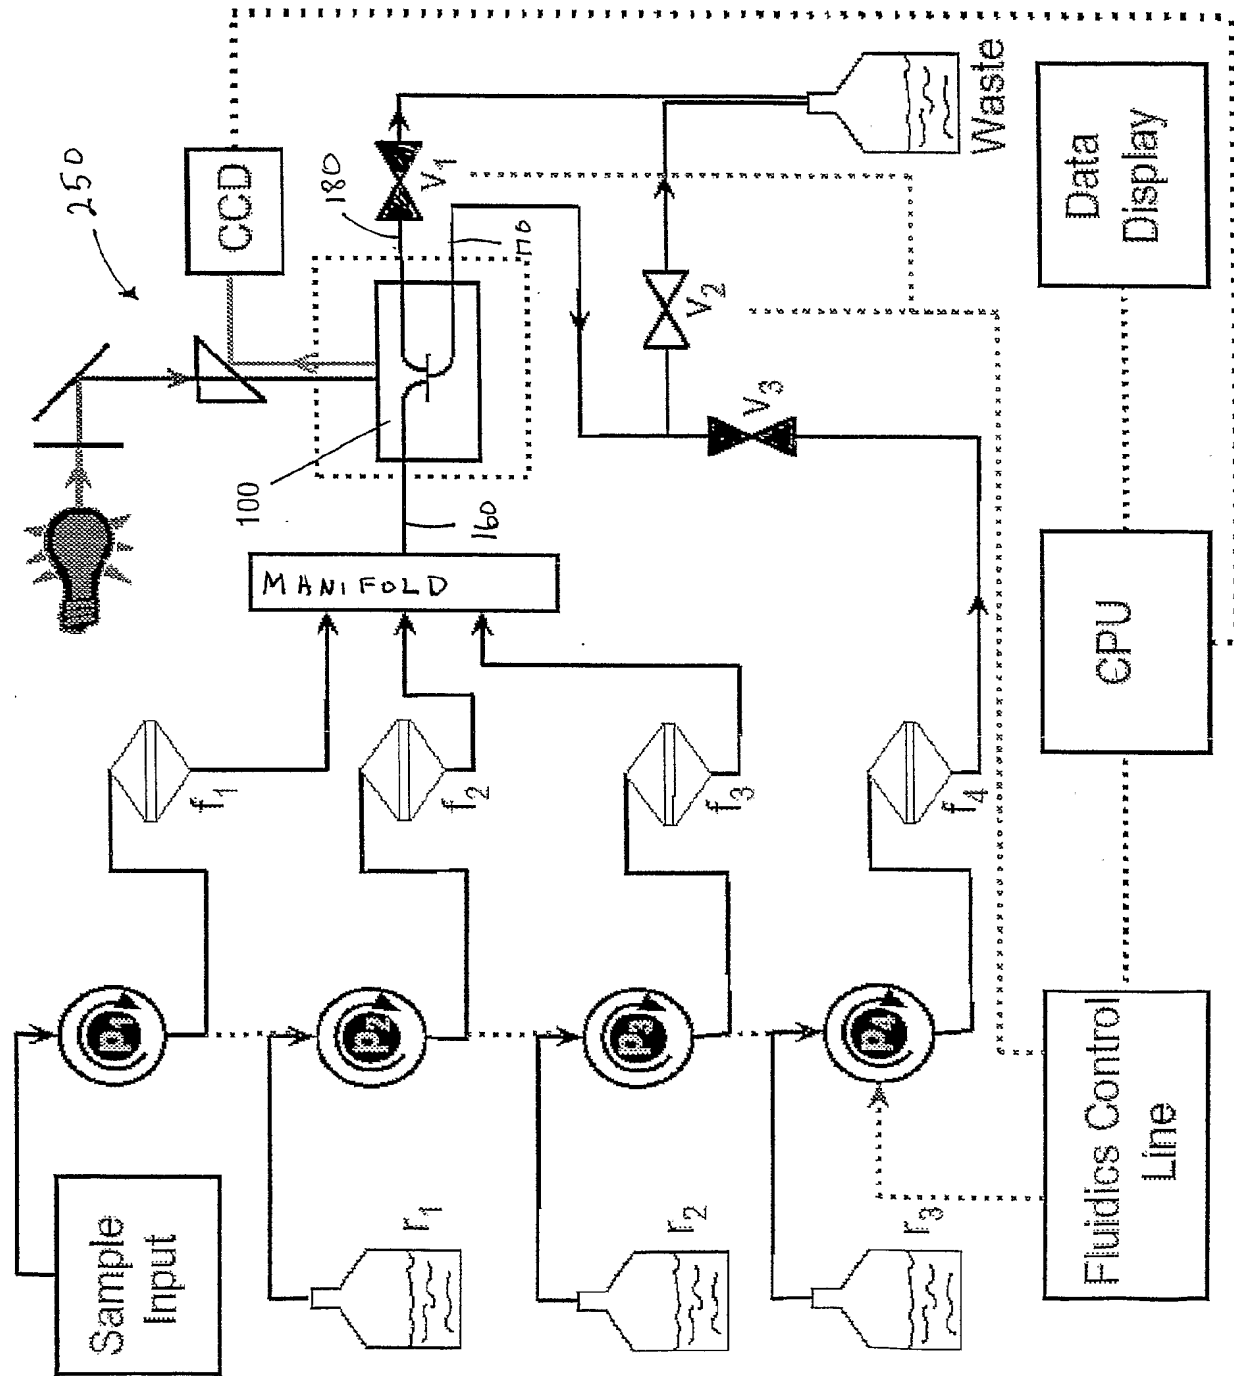 250
CCD
180
V1
170
Waste
V2
V3
100
160
MANIFOLD
f1
f2
f3
f4
P1
P2
P3
P4
Sample
Input
r1
r2
r3
Fluidics Control
Line
CPU
Data
Display